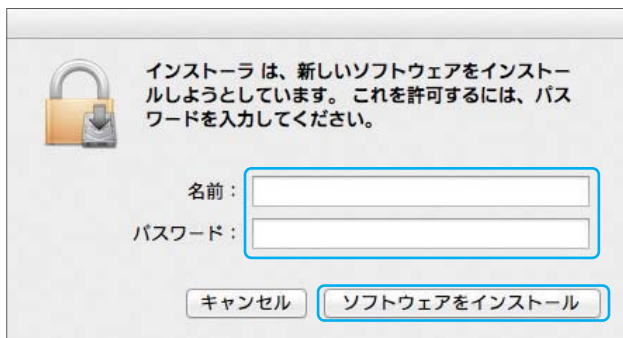 インストーラ は、新しいソフトウェアをインストー
ルしようとしています。 これを許可するには、パス
ワードを入力してください。
名前：
パスワード：
キャンセル
ソフトウェアをインストール